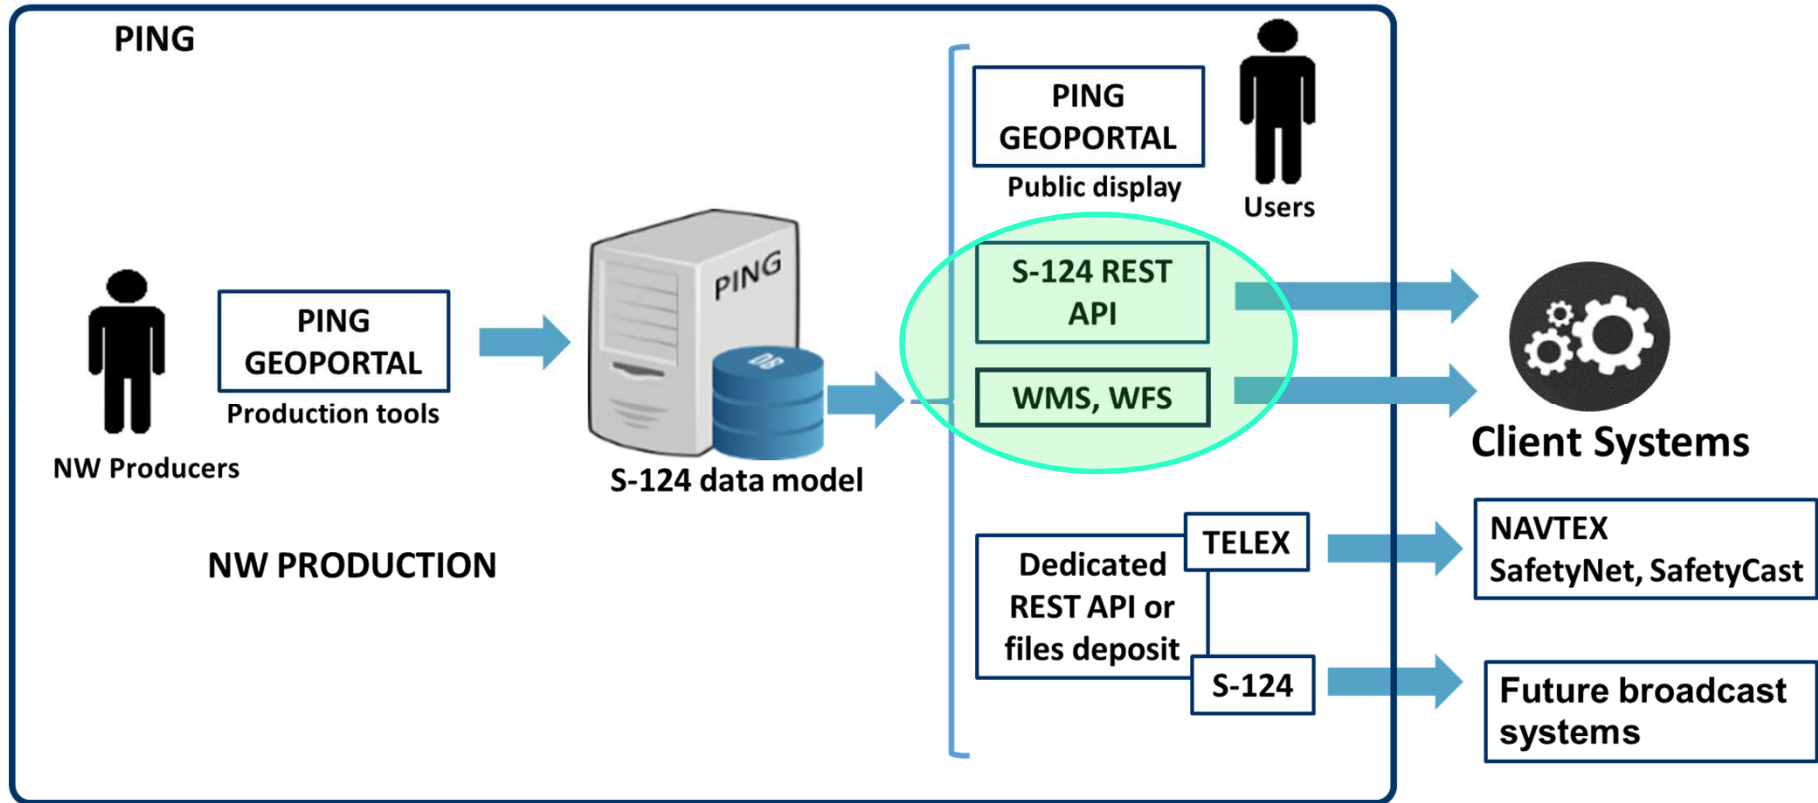 PING
PING
GEOPORTAL
Public display
Users
S-124 REST
API
WMS, WFS
Client Systems
PING
GEOPORTAL
Production tools
NW Producers
PING
DB
S-124 data model
NW PRODUCTION
Dedicated
REST API or
files deposit
TELEX
S-124
NAVTEX
SafetyNet, SafetyCast
Future broadcast
systems